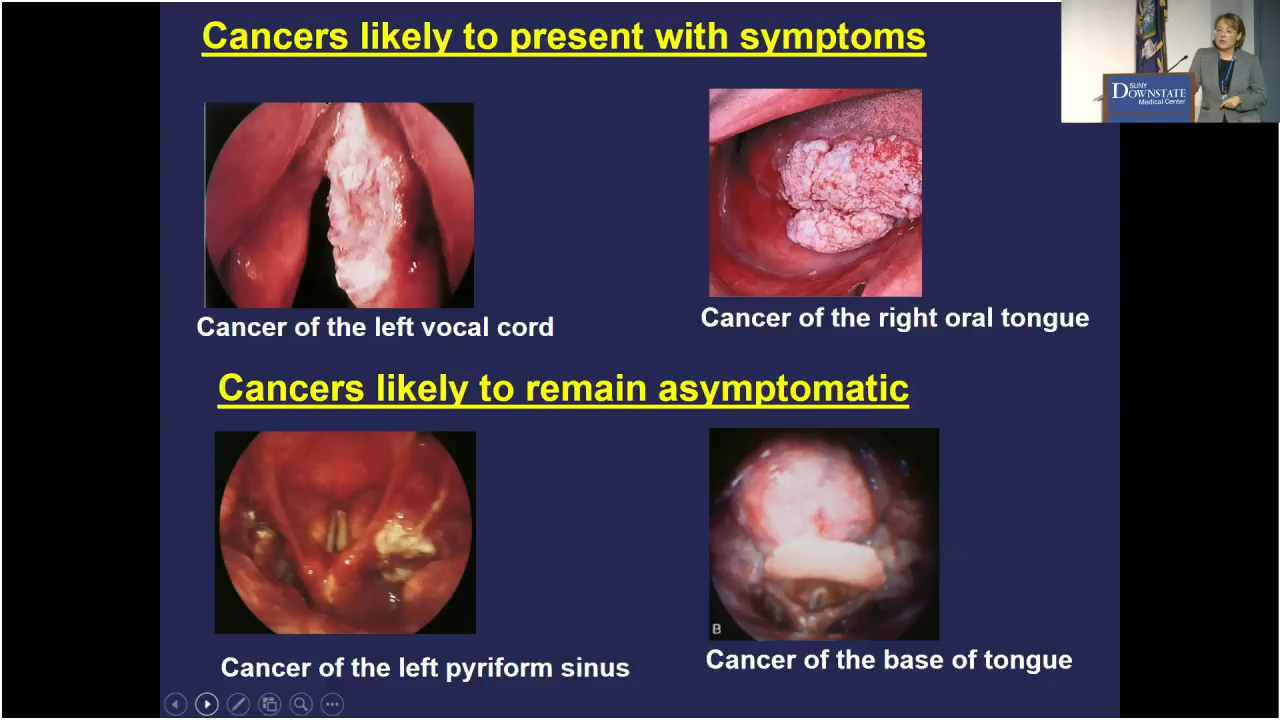 Cancers likely to present with symptoms
SUNY
DOWNSTATE
Medical Center
Cancer of the left vocal cord
Cancer of the right oral tongue
Cancers likely to remain asymptomatic
B
Cancer of the left pyriform sinus
Cancer of the base of tongue